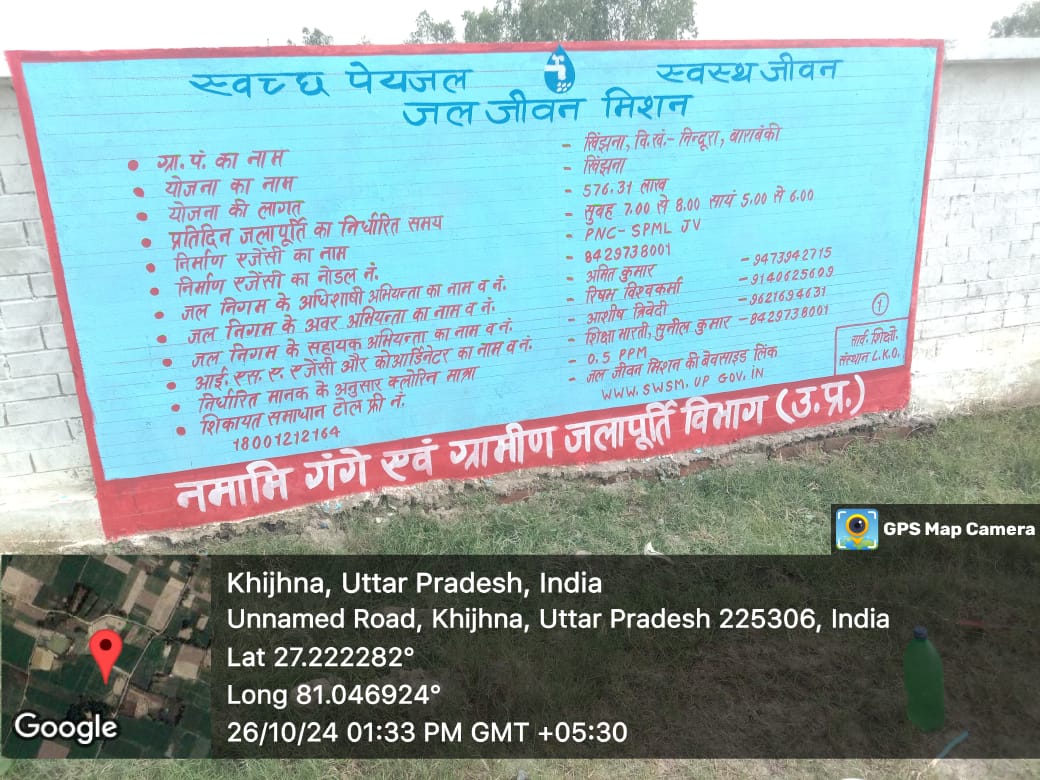 स्वच्छ पेयजल
स्वस्थ जीवन
जल जीवन मिशन
• ग्रा.पं. का नाम - खिंझना, वि.खं.- निन्दूरा, बाराबंकी
• योजना का नाम - खिंझना
• योजना की लागत - 576.31 लाख
• प्रतिदिन जलापूर्ति का निर्धारित समय - सुबह 7.00 से 8.00 सायं 5.00 से 6.00
• निर्माण एजेंसी का नाम - PNC-SPML JV
• निर्माण एजेंसी का नोडल नं. - 8429738001
• जल निगम के अधिशाषी अभियन्ता का नाम व नं. - अमित कुमार - 9473942715
• जल निगम के अवर अभियन्ता का नाम व नं. - रिषभ विश्वकर्मा - 9140625609
• जल निगम के सहायक अभियन्ता का नाम व नं. - आशीष त्रिवेदी - 9621694631
• आई.एस.ए. एजेंसी और कोआर्डिनेटर का नाम व नं. - शिक्षा भारती, सुनील कुमार - 8429738001
• निर्धारित मानक के अनुसार क्लोरिन मात्रा - 0.5 PPM
• शिकायत समाधान टोल फ्री नं. - जल जीवन मिशन की बेवसाइड लिंक
18001212164 WWW.SWSM.UP GOV.IN
1
सार्व. शिक्षो.
संस्थान L.K.O.
नमामि गंगे एवं ग्रामीण जलापूर्ति विभाग (उ.प्र.)
GPS Map Camera
Khijhna, Uttar Pradesh, India
Unnamed Road, Khijhna, Uttar Pradesh 225306, India
Lat 27.222282°
Long 81.046924°
26/10/24 01:33 PM GMT +05:30
Google